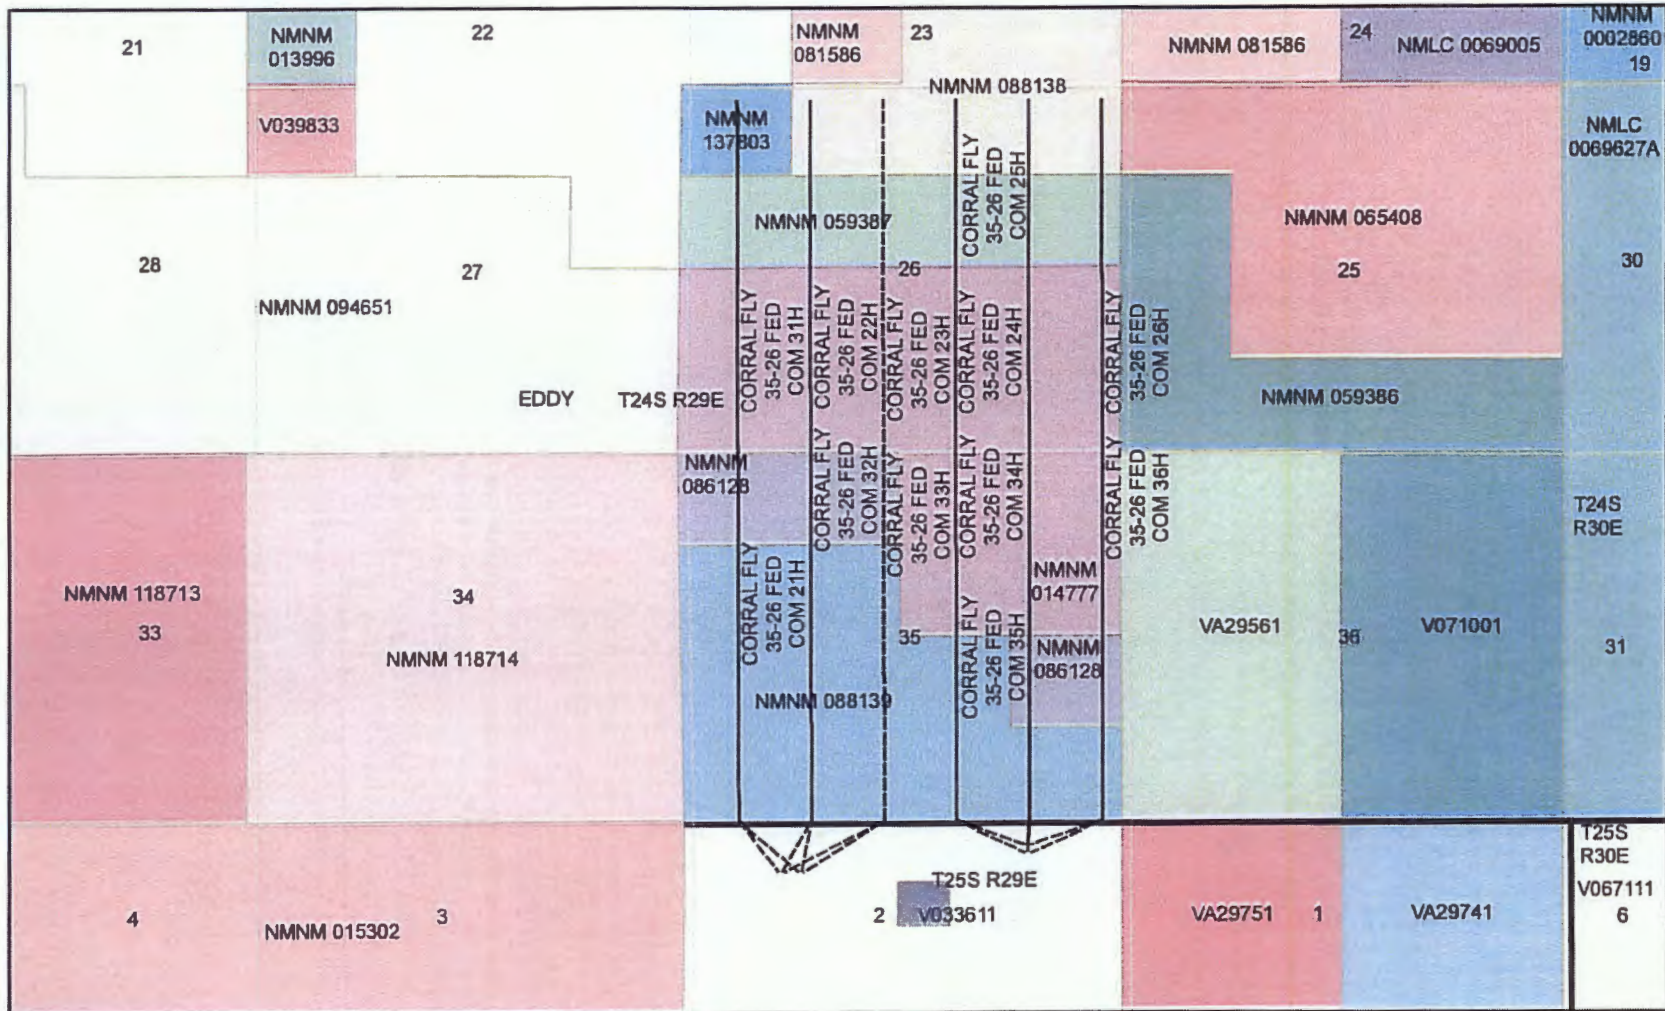 21
NMNM
013996
22
NMNM
081586
23
NMNM 081586
24
NMLC 0069005
NMNM
0002860
19
V039833
NMNM
137803
NMNM 088138
NMLC
0069627A
NMNM 059387
CORRAL FLY
35-26 FED
COM 25H
NMNM 065408
28
27
26
25
30
NMNM 094651
CORRAL FLY
35-26 FED
COM 31H
CORRAL FLY
35-26 FED
COM 22H
CORRAL FLY
35-26 FED
COM 23H
CORRAL FLY
35-26 FED
COM 24H
CORRAL FLY
35-26 FED
COM 26H
EDDY
T24S R29E
NMNM 059386
NMNM
086128
CORRAL FLY
35-26 FED
COM 32H
CORRAL FLY
35-26 FED
COM 33H
CORRAL FLY
35-26 FED
COM 34H
CORRAL FLY
35-26 FED
COM 36H
T24S
R30E
NMNM 118713
33
34
NMNM 118714
CORRAL FLY
35-26 FED
COM 21H
NMNM
014777
35
CORRAL FLY
35-26 FED
COM 35H
NMNM
086128
VA29561
36
V071001
31
NMNM 088139
T25S
R30E
V067111
6
4
3
NMNM 015302
T25S R29E
2
V033611
VA29751
1
VA29741